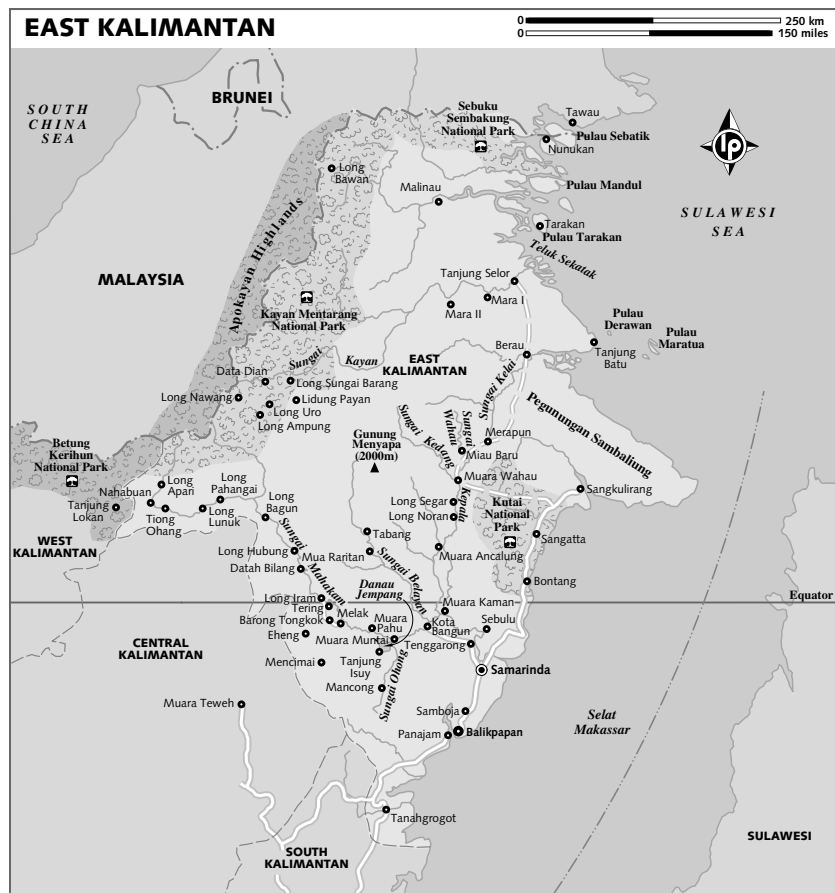 EAST KALIMANTAN
0 250 km
0 150 miles
BRUNEI
SOUTH
CHINA
SEA
Sebuku
Sembakung
National Park
Tawau
Pulau Sebatik
Nunukan
lp
Long
Bawan
Malinau
Pulau Mandul
SULAWESI
SEA
Tarakan
Pulau Tarakan
Teluk Sekatak
Apokayan Highlands
MALAYSIA
Tanjung Selor
Mara I
Mara II
Kayan Mentarang
National Park
Pulau
Derawan
Pulau
Maratua
Tanjung
Batu
Berau
Sungai
Kayan
EAST
KALIMANTAN
Data Dian
Long Sungai Barang
Long Nawang
Lidung Payan
Long Uro
Long Ampung
Sungai Kelai
Pegunungan Sambaliung
Sungai
Wahau
Sungai Kedang
Kepala
Gunung
Menyapa
(2000m)
Merapun
Miau Baru
Muara Wahau
Sangkulirang
Betung
Kerihun
National Park
Long
Apari
Long
Pahangai
Nahabuan
Tanjung
Lokan
Tiong
Ohang
Long
Lunuk
Long
Bagun
Long Segar
Long Noran
Kutai
National
Park
Sangatta
WEST
KALIMANTAN
Tabang
Long Hubung
Mua Raritan
Muara Ancalung
Datah Bilang
Sungai
Mahakam
Sungai Belayan
Danau
Jempang
Bontang
Equator
Long Iram
Tering
Barong Tongkok
Melak
Muara
Pahu
Muara Kaman
Kota
Bangun
Sebulu
Eheng
Muara Muntai
Tenggarong
CENTRAL
KALIMANTAN
Mencimai
Tanjung
Isuy
Samarinda
Mancong
Sungai Ohong
Muara Teweh
Samboja
Selat
Makassar
Panajam
Balikpapan
Tanahgrogot
SOUTH
KALIMANTAN
SULAWESI